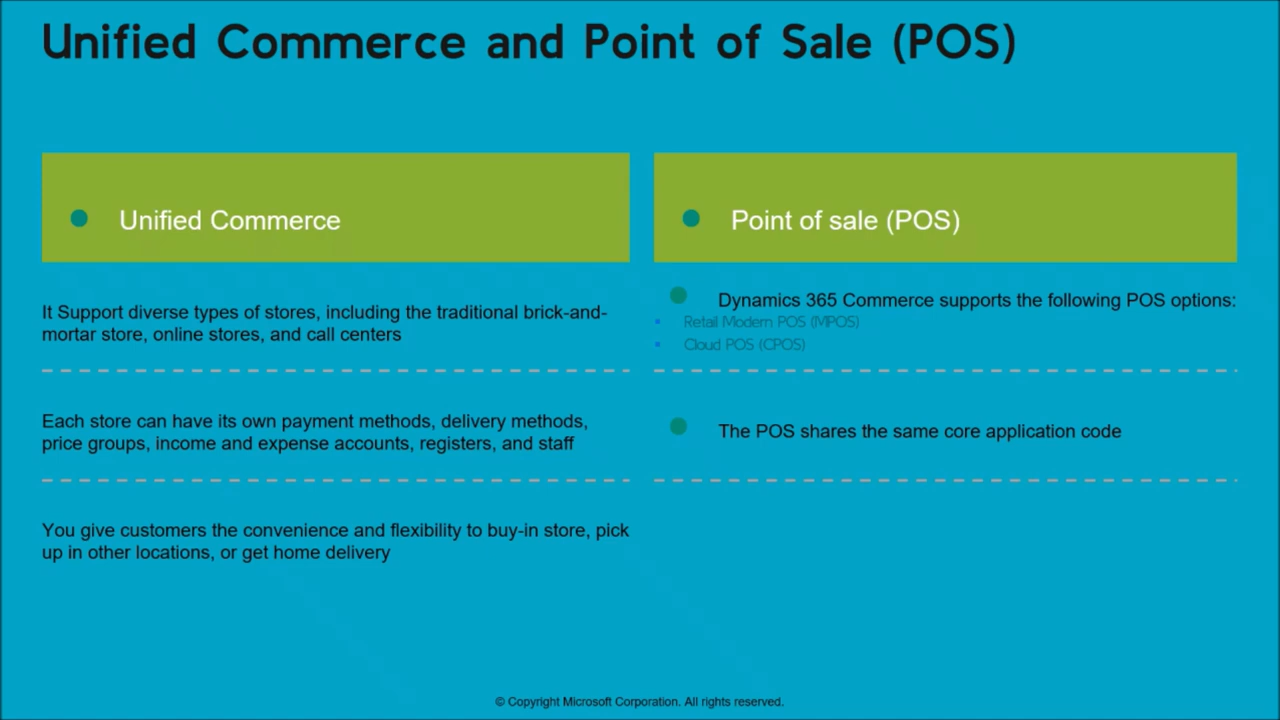 Unified Commerce and Point of Sale (POS)
Unified Commerce
It Support diverse types of stores, including the traditional brick-and-
mortar store, online stores, and call centers
Each store can have its own payment methods, delivery methods,
price groups, income and expense accounts, registers, and staff
You give customers the convenience and flexibility to buy-in store, pick
up in other locations, or get home delivery
Point of sale (POS)
Dynamics 365 Commerce supports the following POS options:
Retail Modern POS (MPOS)
Cloud POS (CPOS)
The POS shares the same core application code
© Copyright Microsoft Corporation. All rights reserved.